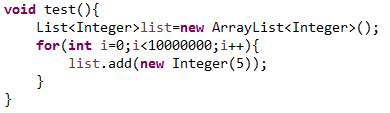 void test(){
    List<Integer>list=new ArrayList<Integer>();
    for(int i=0;i<10000000;i++){
        list.add(new Integer(5));
    }
}